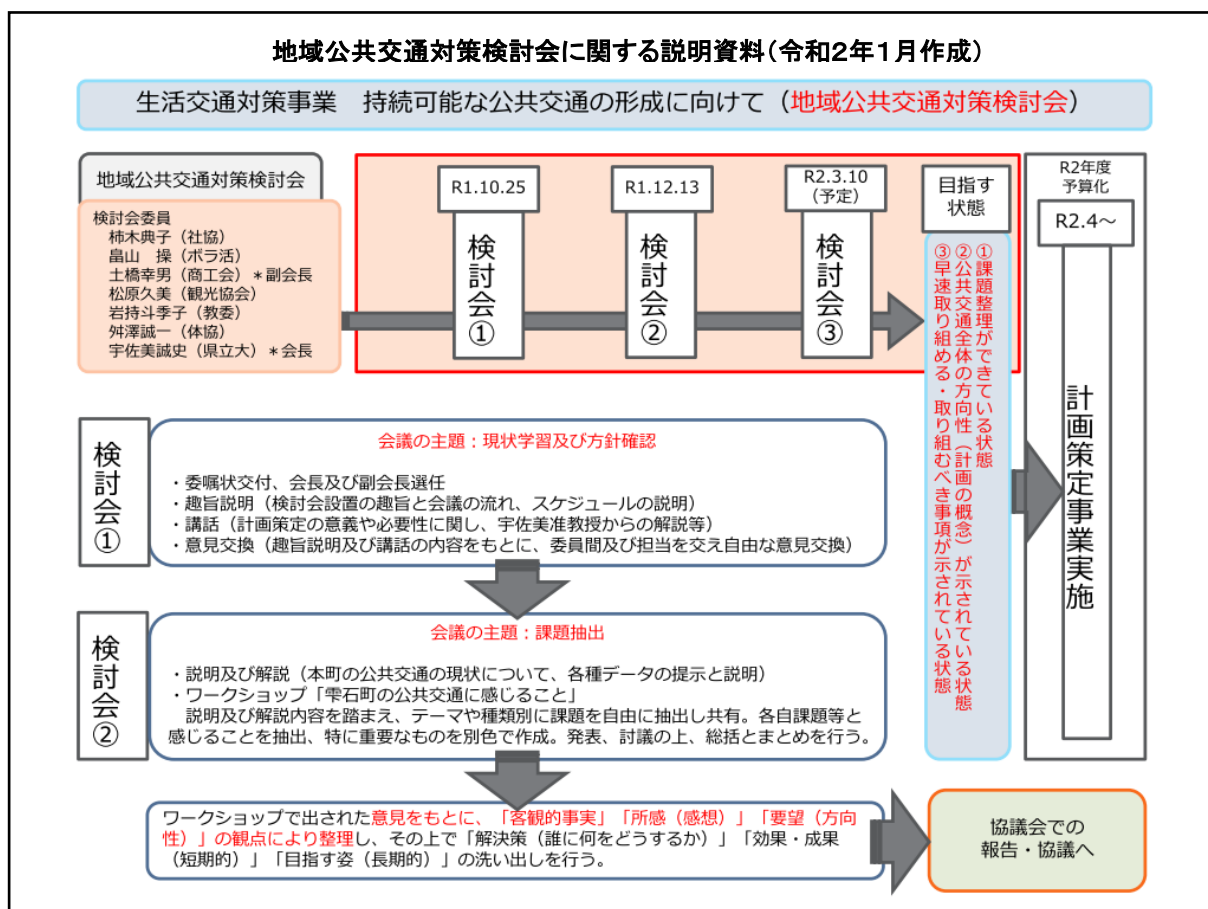 地域公共交通対策検討会に関する説明資料(令和2年1月作成)
生活交通対策事業　持続可能な公共交通の形成に向けて（地域公共交通対策検討会）
地域公共交通対策検討会
検討会委員
柿木典子（社協）
畠山　操（ボラ活）
土橋幸男（商工会）＊副会長
松原久美（観光協会）
岩持斗季子（教委）
舛澤誠一（体協）
宇佐美誠史（県立大）＊会長
R1.10.25
検討会①
R1.12.13
検討会②
R2.3.10
(予定)
検討会③
目指す
状態
①課題整理ができている状態
②公共交通全体の方向性（計画の概念）が示されている状態
③早速取り組める・取り組むべき事項が示されている状態
R2年度
予算化
R2.4～
計画策定事業実施
検討会①
会議の主題：現状学習及び方針確認
・委嘱状交付、会長及び副会長選任
・趣旨説明（検討会設置の趣旨と会議の流れ、スケジュールの説明）
・講話（計画策定の意義や必要性に関し、宇佐美准教授からの解説等）
・意見交換（趣旨説明及び講話の内容をもとに、委員間及び担当を交え自由な意見交換）
検討会②
会議の主題：課題抽出
・説明及び解説（本町の公共交通の現状について、各種データの提示と説明）
・ワークショップ「雫石町の公共交通に感じること」
説明及び解説内容を踏まえ、テーマや種類別に課題を自由に抽出し共有。各自課題等と
感じることを抽出、特に重要なものを別色で作成。発表、討議の上、総括とまとめを行う。
ワークショップで出された意見をもとに、「客観的事実」「所感（感想）」「要望（方向
性）」の観点により整理し、その上で「解決策（誰に何をどうするか）」「効果・成果
（短期的）」「目指す姿（長期的）」の洗い出しを行う。
協議会での
報告・協議へ